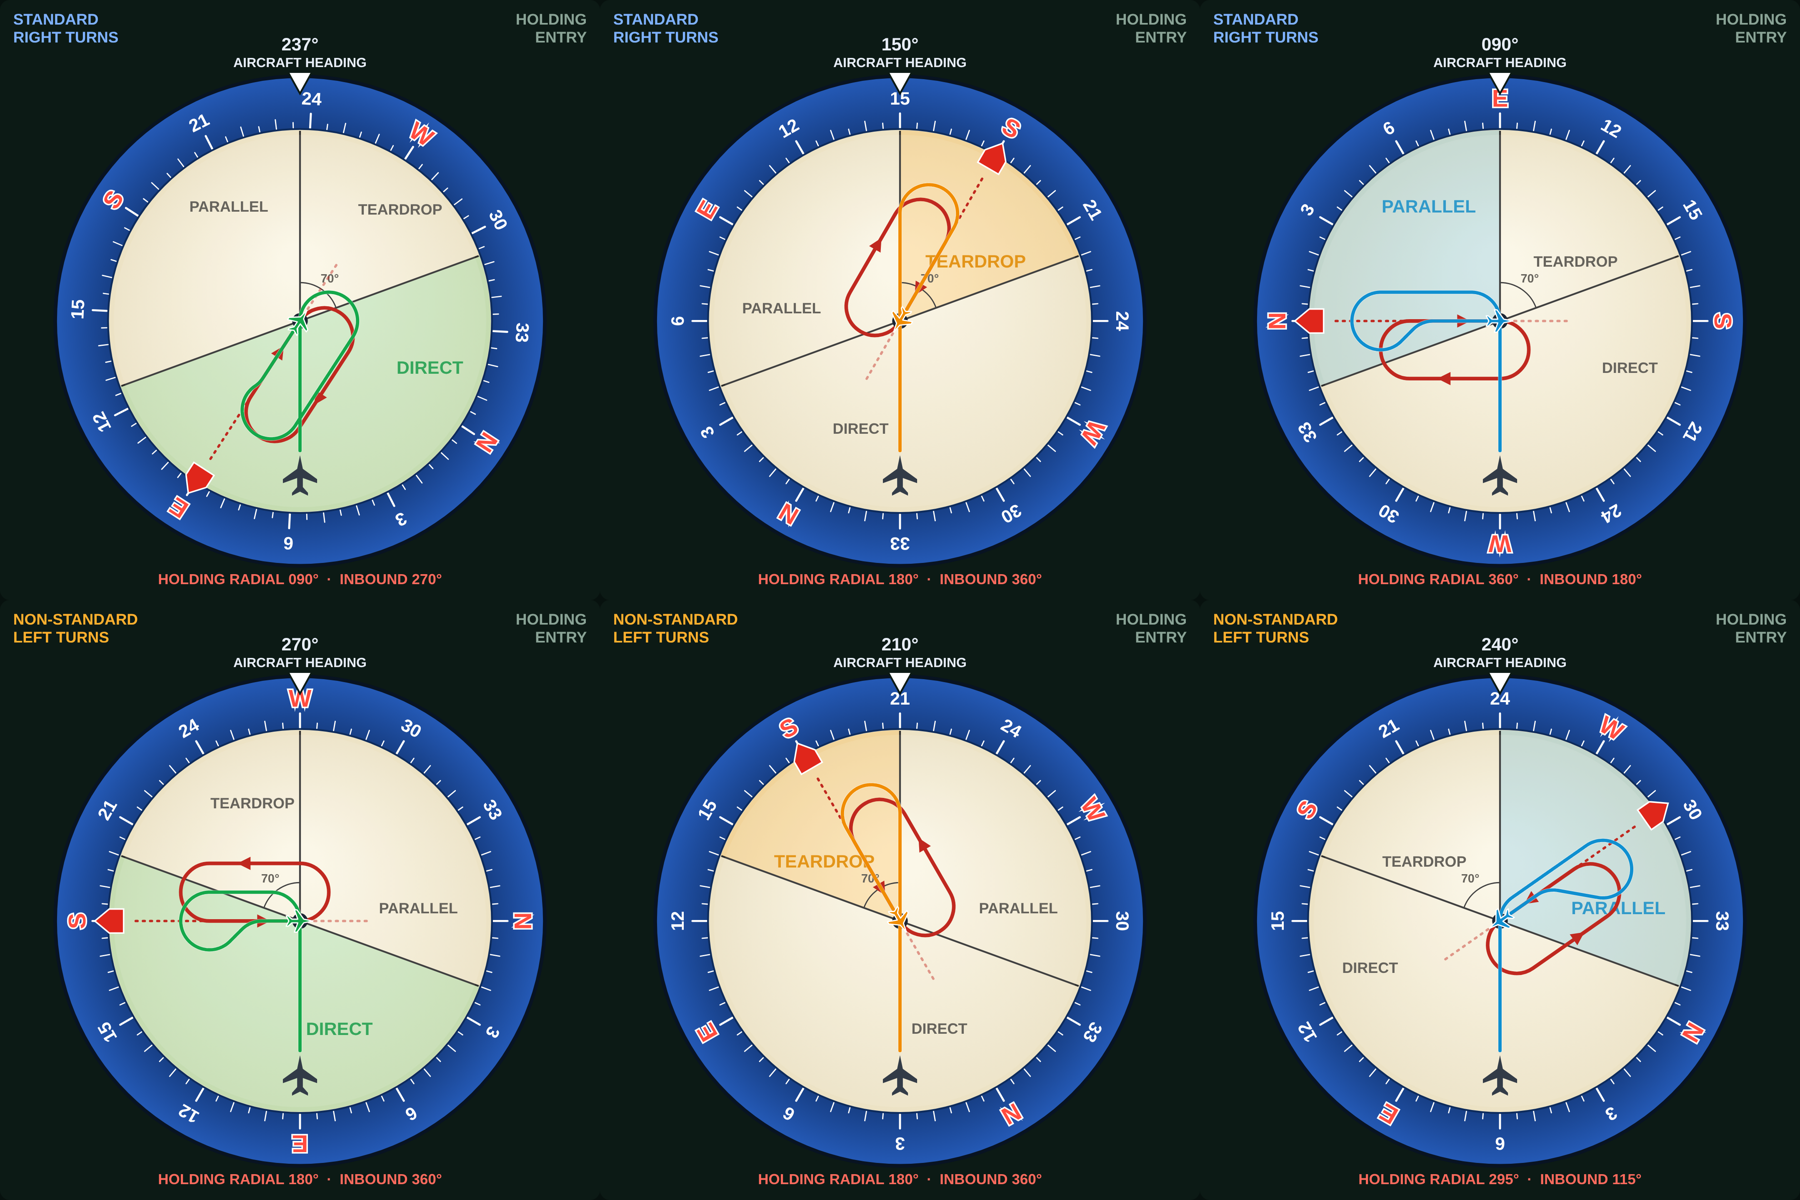 STANDARD
RIGHT TURNS
HOLDING
ENTRY
237°
AIRCRAFT HEADING
24
W
30
33
N
3
6
E
12
15
S
21
PARALLEL
TEARDROP
70°
DIRECT
HOLDING RADIAL 090° · INBOUND 270°
STANDARD
RIGHT TURNS
HOLDING
ENTRY
150°
AIRCRAFT HEADING
15
S
21
24
W
30
33
N
3
6
E
12
TEARDROP
70°
PARALLEL
DIRECT
HOLDING RADIAL 180° · INBOUND 360°
STANDARD
RIGHT TURNS
HOLDING
ENTRY
090°
AIRCRAFT HEADING
E
12
15
S
21
24
W
30
33
N
3
6
PARALLEL
TEARDROP
70°
DIRECT
HOLDING RADIAL 360° · INBOUND 180°
NON-STANDARD
LEFT TURNS
HOLDING
ENTRY
270°
AIRCRAFT HEADING
W
30
33
N
3
6
E
12
15
S
21
24
TEARDROP
70°
PARALLEL
DIRECT
HOLDING RADIAL 180° · INBOUND 360°
NON-STANDARD
LEFT TURNS
HOLDING
ENTRY
210°
AIRCRAFT HEADING
21
24
W
30
33
N
3
6
E
12
15
S
TEARDROP
70°
PARALLEL
DIRECT
HOLDING RADIAL 180° · INBOUND 360°
NON-STANDARD
LEFT TURNS
HOLDING
ENTRY
240°
AIRCRAFT HEADING
24
W
30
33
N
3
6
E
12
15
S
21
TEARDROP
70°
PARALLEL
DIRECT
HOLDING RADIAL 295° · INBOUND 115°